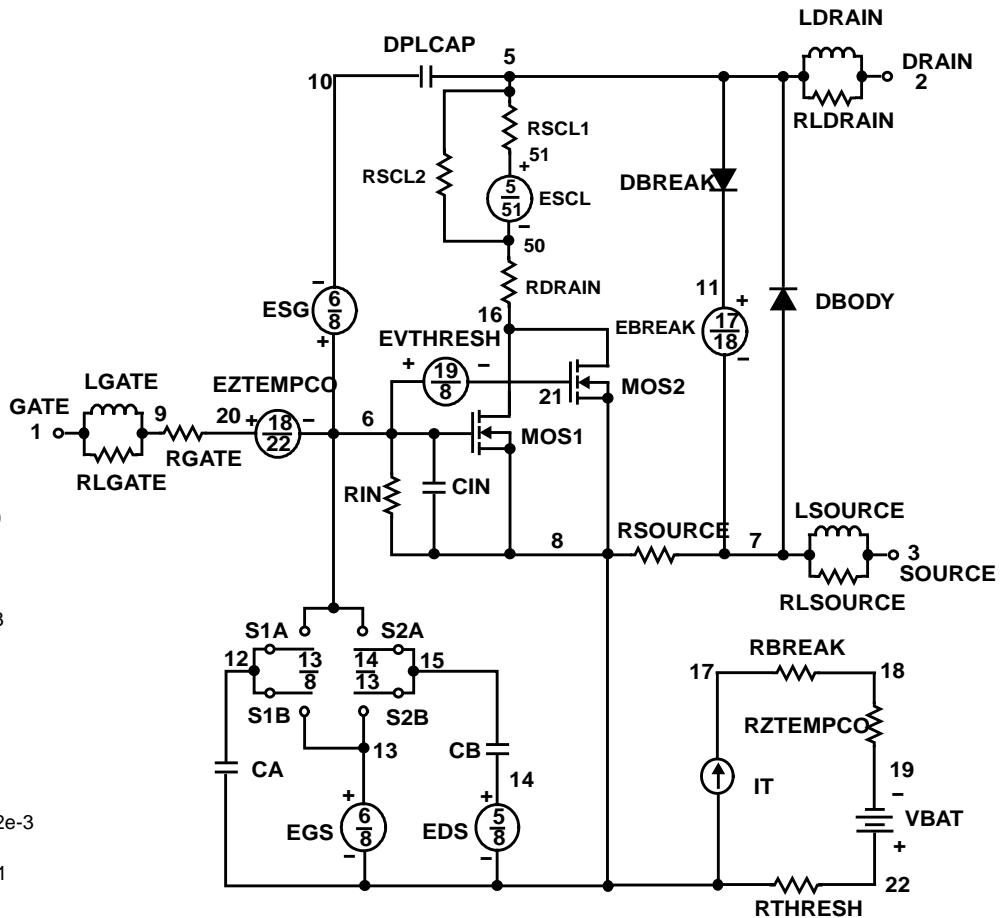 LDRAIN
DPLCAP
5
DRAIN
2
10
RLDRAIN
RSCL1
51
+
RSCL2
DBREAK
5
51
ESCL
−
50
11
RDRAIN
DBODY
−
ESG
6
8
+
16
EBREAK
+
17
18
−
EVTHRESH
+
19
8
−
21
MOS2
LGATE
EZTEMPCO
GATE
1
9
20
+
18
22
−
6
MOS1
RGATE
RLGATE
RIN
CIN
LSOURCE
RSOURCE
8
7
3
SOURCE
RLSOURCE
S1A
S2A
12
13
8
14
13
15
S1B
S2B
13
RBREAK
17
18
RZTEMPCO
CB
CA
14
IT
19
−
VBAT
+
+
EGS
6
8
−
+
EDS
5
8
−
22
RTHRESH
2e-3